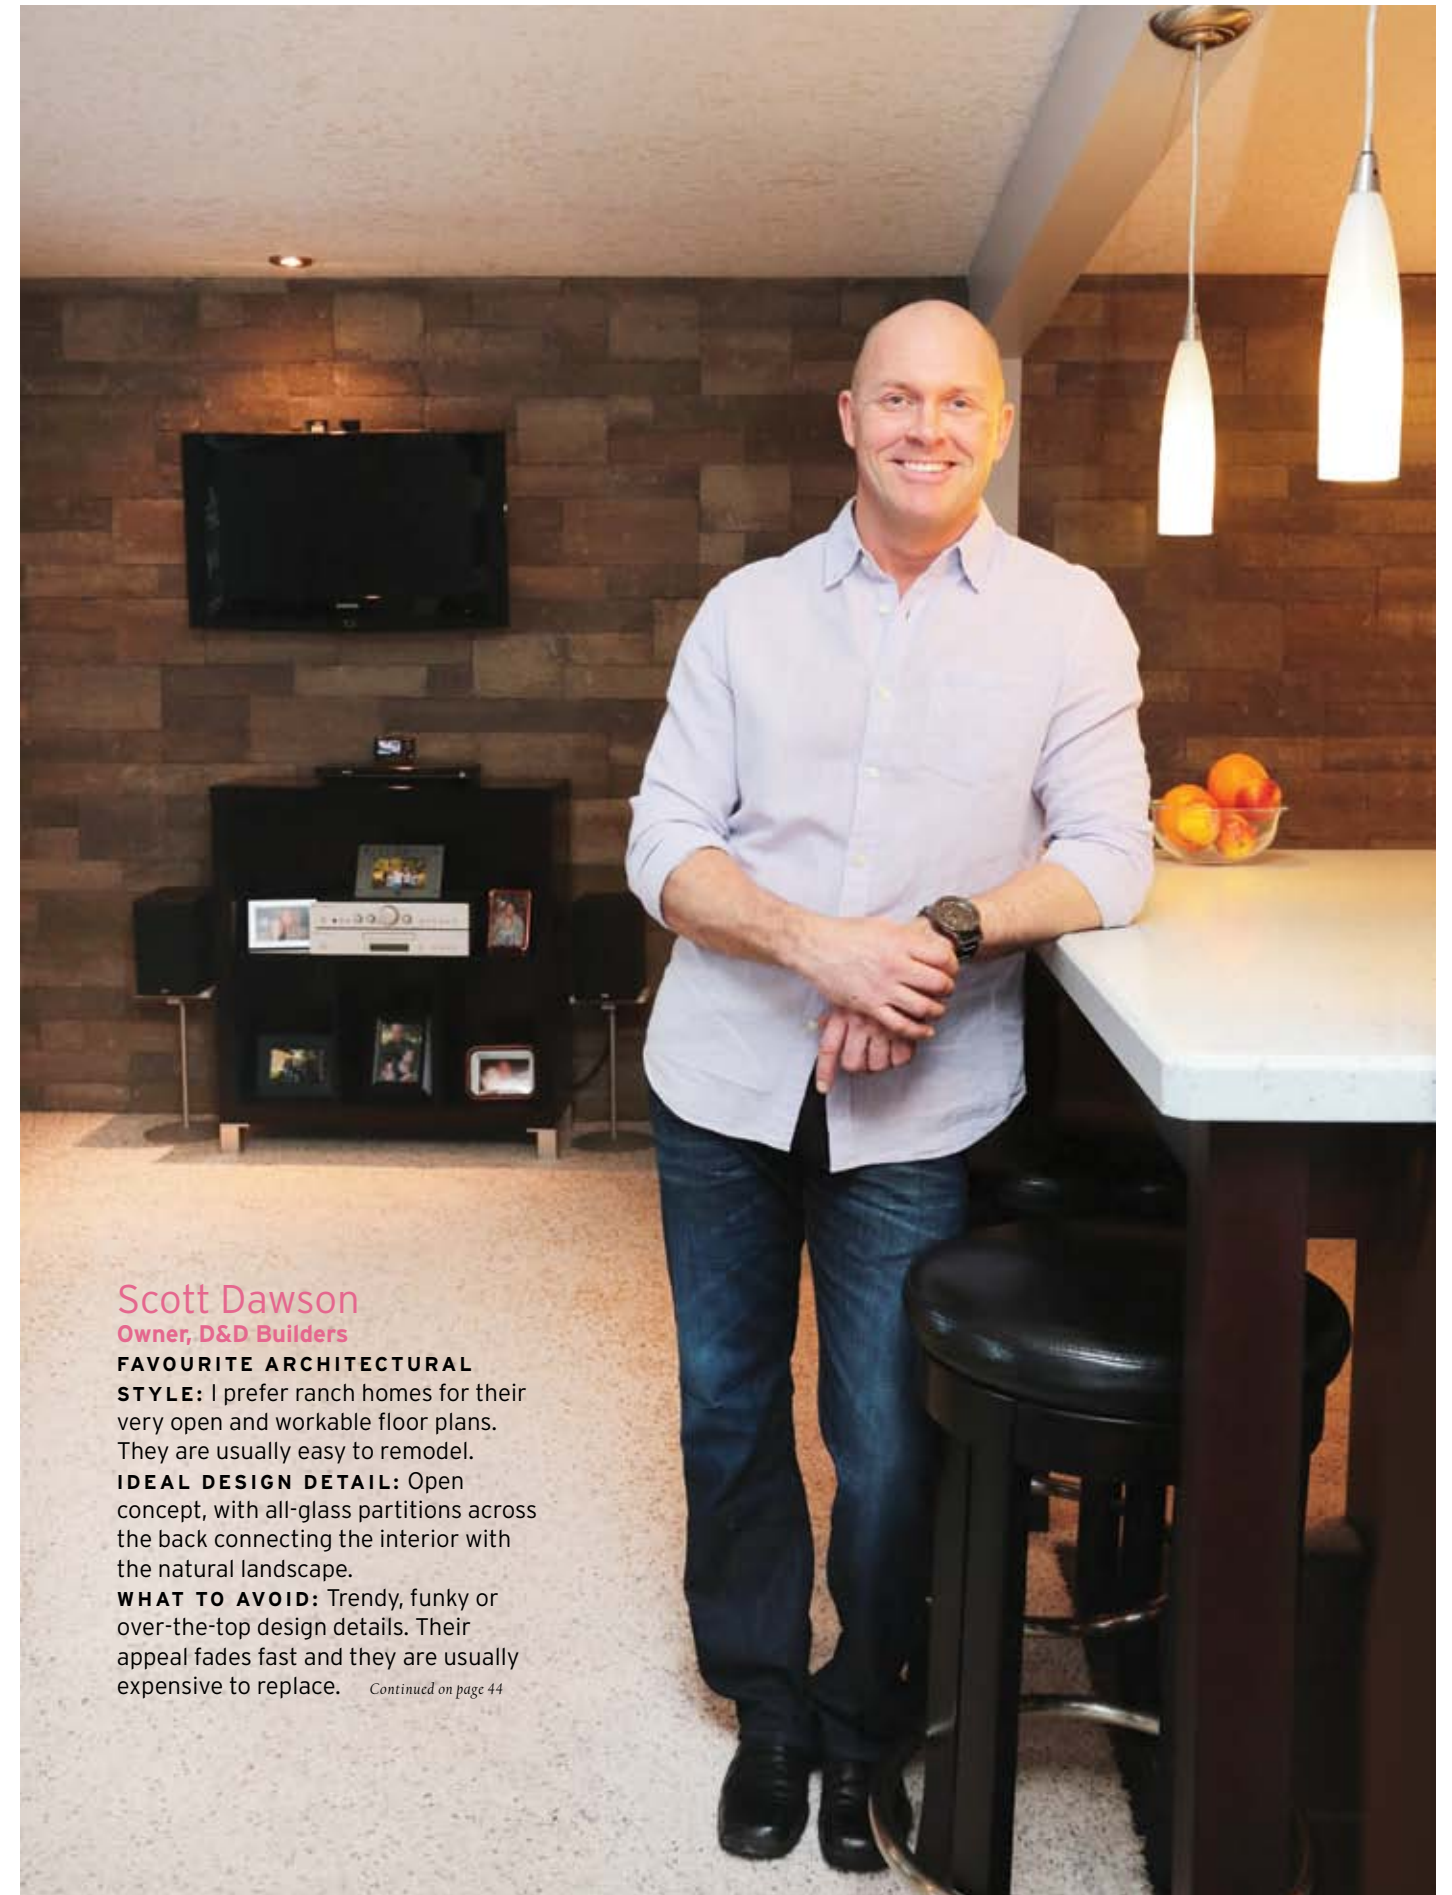 Scott Dawson
Owner, D&D Builders
FAVOURITE ARCHITECTURAL
STYLE: I prefer ranch homes for their
very open and workable floor plans.
They are usually easy to remodel.
IDEAL DESIGN DETAIL: Open
concept, with all-glass partitions across
the back connecting the interior with
the natural landscape.
WHAT TO AVOID: Trendy, funky or
over-the-top design details. Their
appeal fades fast and they are usually
expensive to replace. Continued on page 44